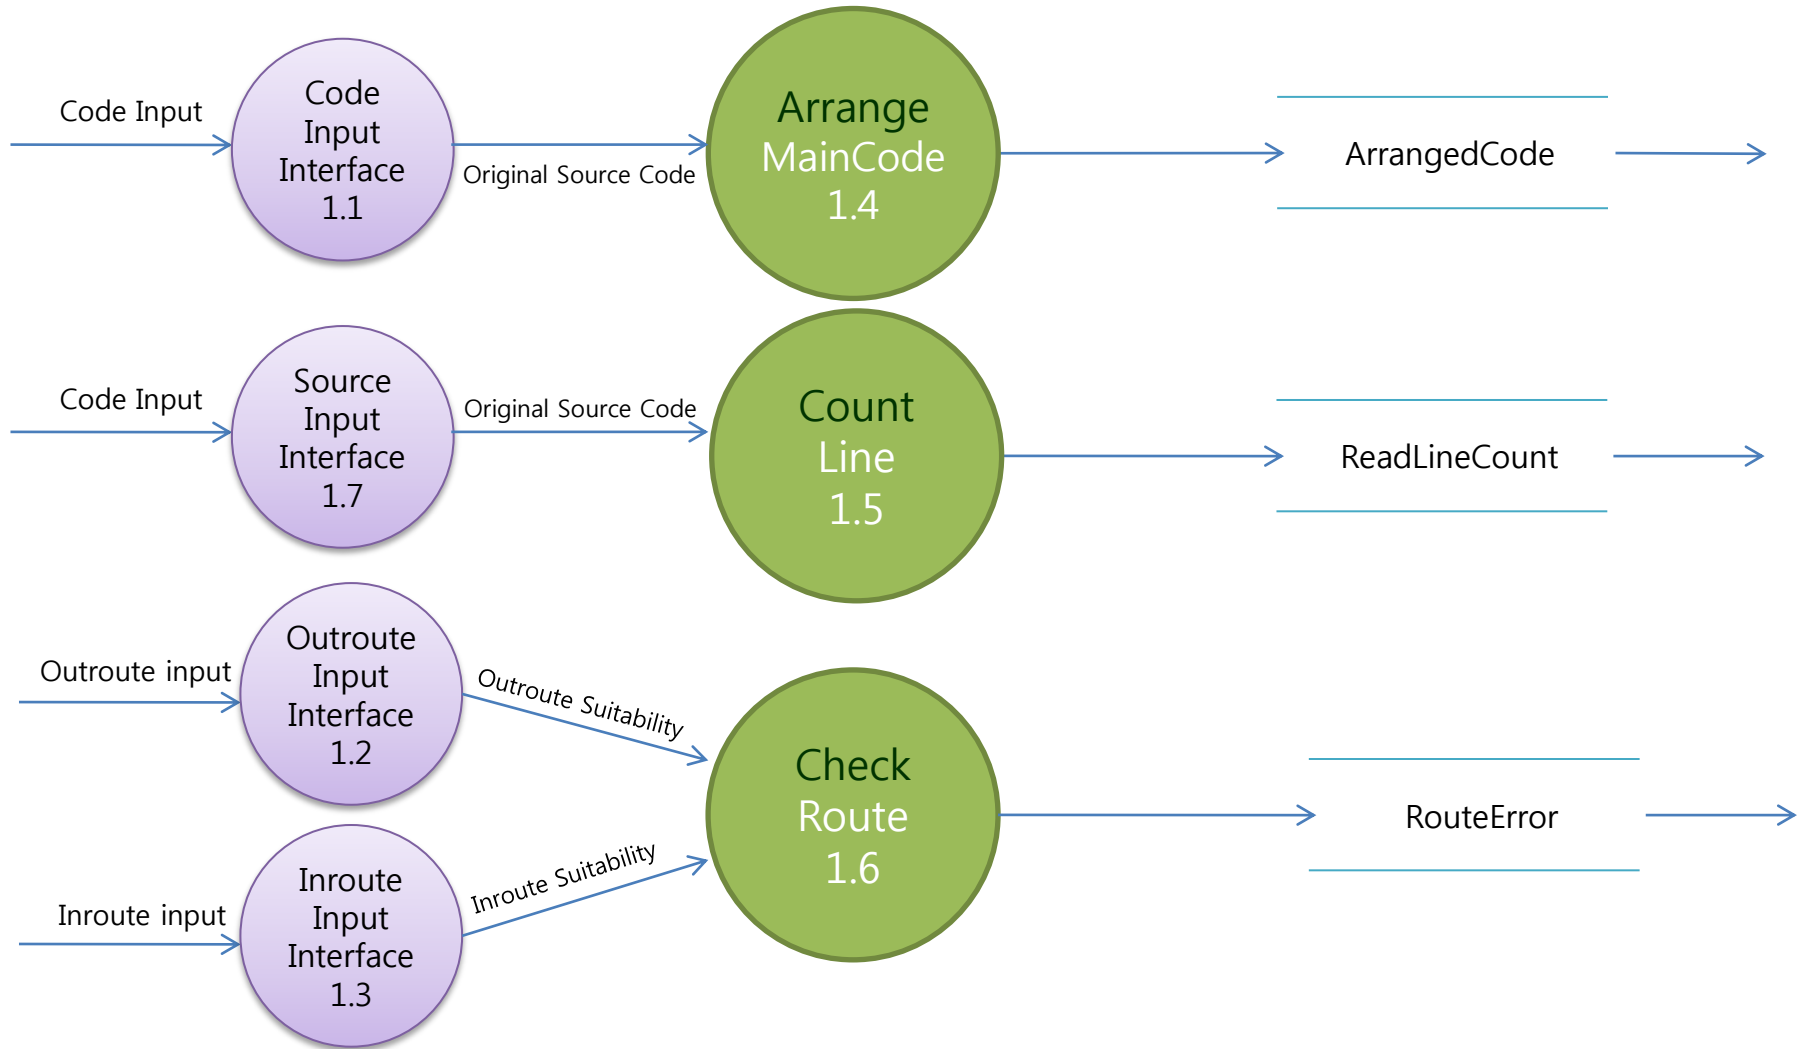 Code Input
Code
Input
Interface
1.1
Original Source Code
Arrange
MainCode
1.4
ArrangedCode
Code Input
Source
Input
Interface
1.7
Original Source Code
Count
Line
1.5
ReadLineCount
Outroute input
Outroute
Input
Interface
1.2
Outroute Suitability
Inroute input
Inroute
Input
Interface
1.3
Inroute Suitability
Check
Route
1.6
RouteError